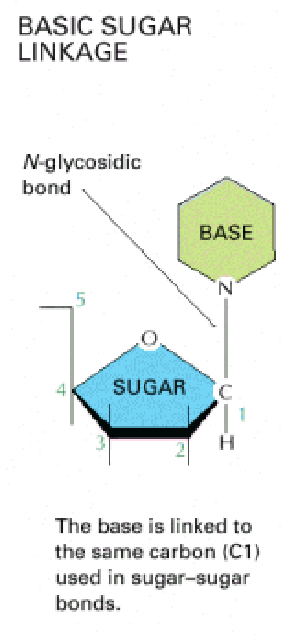 BASIC SUGAR
LINKAGE
N-glycosidic
bond
BASE
N
5
O
4
SUGAR
C
1
3
2
H
The base is linked to
the same carbon (C1)
used in sugar–sugar
bonds.